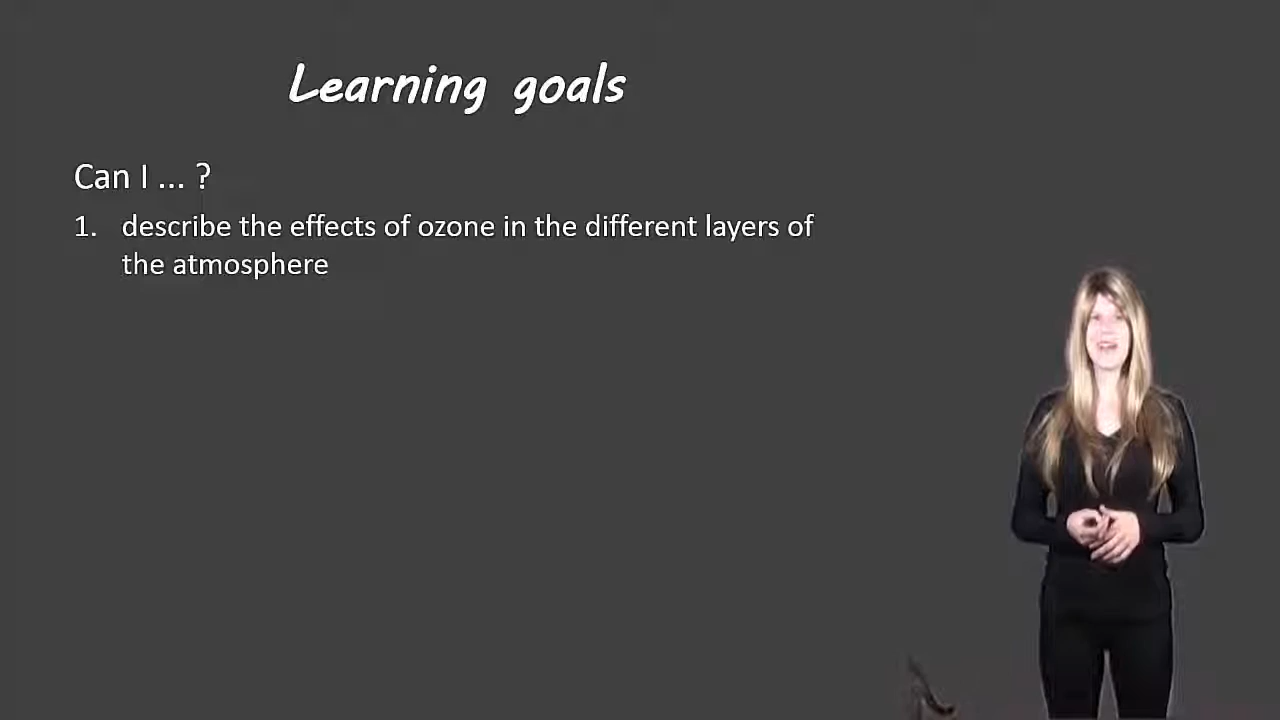 Learning goals
Can I ... ?
1. describe the effects of ozone in the different layers of
the atmosphere